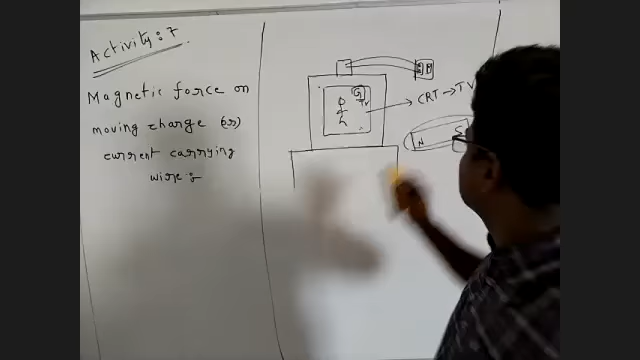 Activity: 7
Magnetic force on
moving charge (or)
current carrying
wire:
CRT → TV
N S